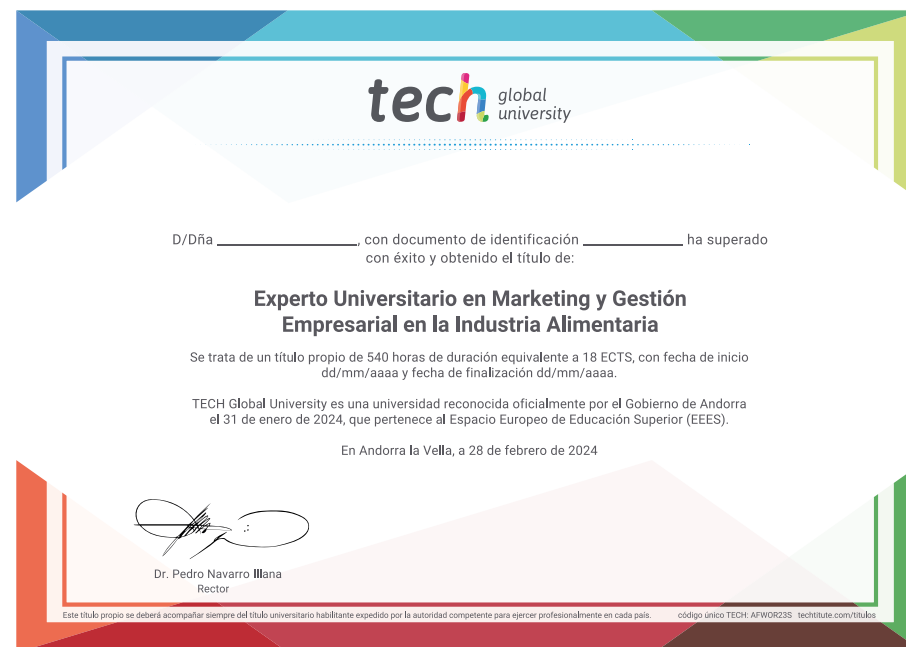 tech global
university
D/Dña ____________________, con documento de identificación ______________ ha superado
con éxito y obtenido el título de:
Experto Universitario en Marketing y Gestión
Empresarial en la Industria Alimentaria
Se trata de un título propio de 540 horas de duración equivalente a 18 ECTS, con fecha de inicio
dd/mm/aaaa y fecha de finalización dd/mm/aaaa.
TECH Global University es una universidad reconocida oficialmente por el Gobierno de Andorra
el 31 de enero de 2024, que pertenece al Espacio Europeo de Educación Superior (EEES).
En Andorra la Vella, a 28 de febrero de 2024
Dr. Pedro Navarro Illana
Rector
Este título propio se deberá acompañar siempre del título universitario habilitante expedido por la autoridad competente para ejercer profesionalmente en cada país. código único TECH: AFWOR23S techtitute.com/titulos